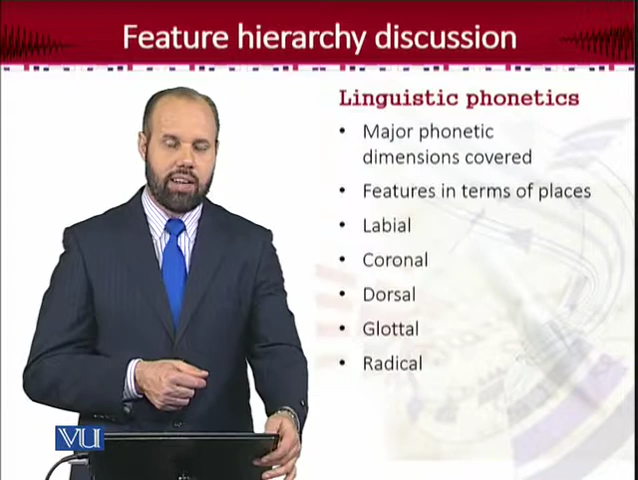 Feature hierarchy discussion
Linguistic phonetics
• Major phonetic
dimensions covered
• Features in terms of places
• Labial
• Coronal
• Dorsal
• Glottal
• Radical
VU